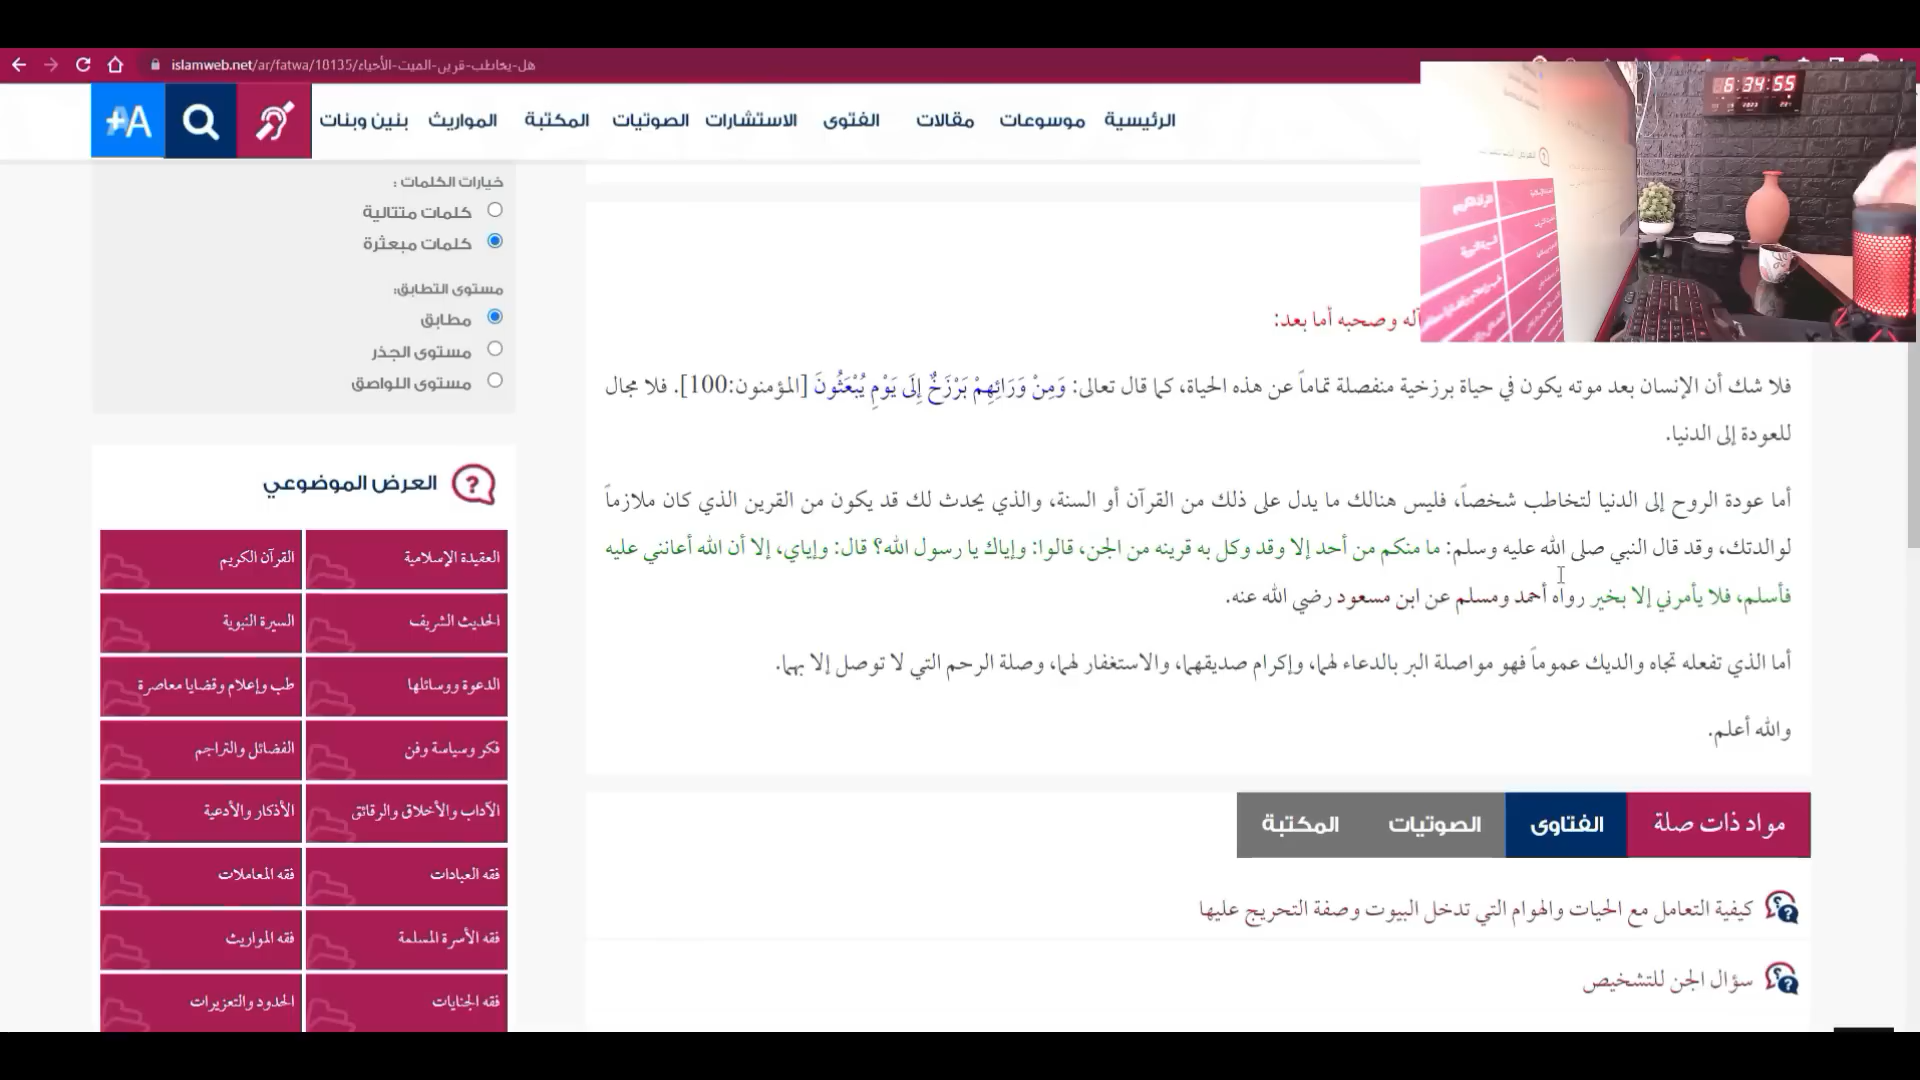 islamweb.net/ar/fatwa/18135/هل-يخاطب-قرين-الميت-الأحياء
الرئيسية
موسوعات
مقالات
الفتوى
الاستشارات
الصوتيات
المكتبة
المواريث
بنين وبنات
+A
6:34:55
خيارات الكلمات :
كلمات متتالية
كلمات مبعثرة
مستوى التطابق:
مطابق
مستوى الجذر
مستوى اللواصق
آله وصحبه أما بعد:
فلا شك أن الإنسان بعد موته يكون في حياة برزخية منفصلة تماماً عن هذه الحياة، كما قال تعالى: وَمِنْ وَرَائِهِمْ بَرْزَخٌ إِلَى يَوْمِ يُبْعَثُونَ [المؤمنون:100]. فلا مجال
للعودة إلى الدنيا.
أما عودة الروح إلى الدنيا لتخاطب شخصاً، فليس هنالك ما يدل على ذلك من القرآن أو السنة، والذي يحدث لك قد يكون من القرين الذي كان ملازماً
لوالدتك، وقد قال النبي صلى الله عليه وسلم: ما منكم من أحد إلا وقد وكل به قرينه من الجن، قالوا: وإياك يا رسول الله؟ قال: وإياي، إلا أن الله أعانني عليه
فأسلم، فلا يأمرني إلا بخير رواه أحمد ومسلم عن ابن مسعود رضي الله عنه.
أما الذي تفعله تجاه والديك عموماً فهو مواصلة البر بالدعاء لهما، وإكرام صديقهما، والاستغفار لهما، وصلة الرحم التي لا توصل إلا بهما.
والله أعلم.
العرض الموضوعي
العقيدة الإسلامية
القرآن الكريم
الحديث الشريف
السيرة النبوية
الدعوة ووسائلها
طب وإعلام وقضايا معاصرة
فكر وسياسة وفن
الفضائل والتراجم
الآداب والأخلاق والرقائق
الأذكار والأدعية
فقه العبادات
فقه المعاملات
فقه الأسرة المسلمة
فقه المواريث
فقه الجنايات
الحدود والتعزيرات
مواد ذات صلة
الفتاوى
الصوتيات
المكتبة
كيفية التعامل مع الحيات والهوام التي تدخل البيوت وصفة التحريج عليها
سؤال الجن للتشخيص